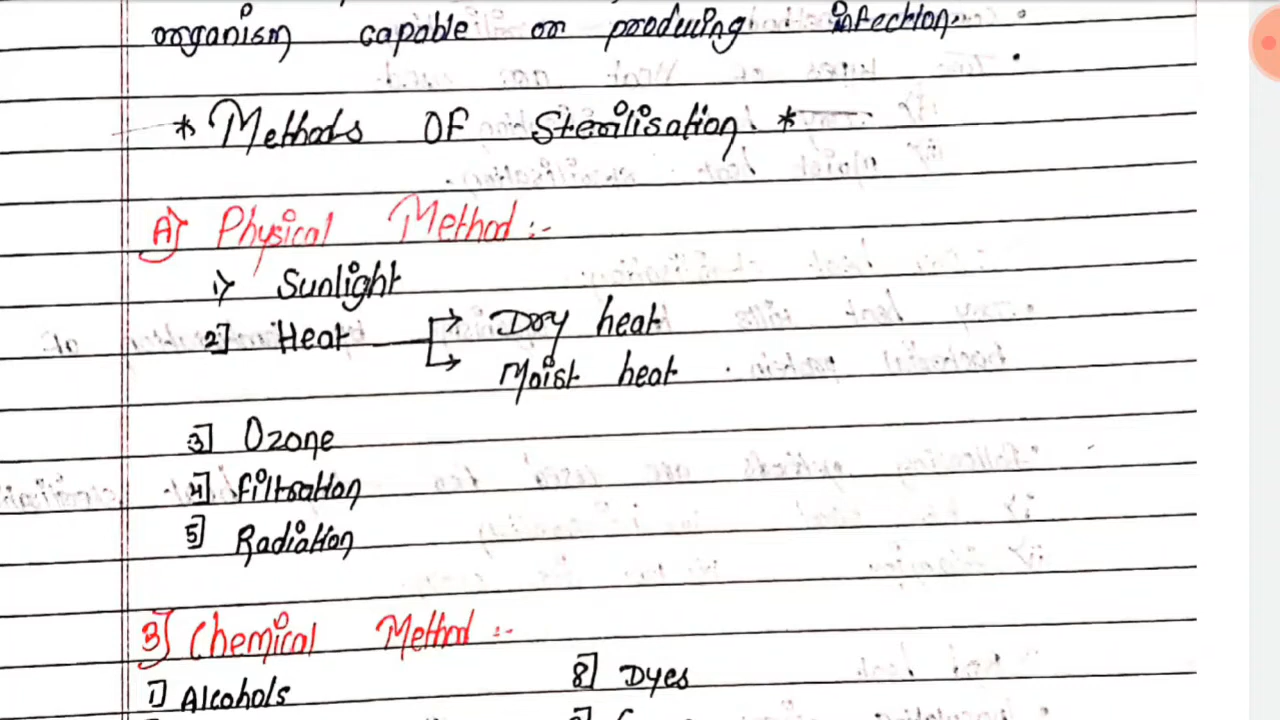 organism capable or producing infection.
* Methods OF Sterilisation. *
A) Physical Method :-
1) Sunlight
2] Heat → Dry heat
→ Moist heat
3] Ozone
4] filtration
5] Radiation
B] Chemical Method :-
1] Alcohols 8] Dyes